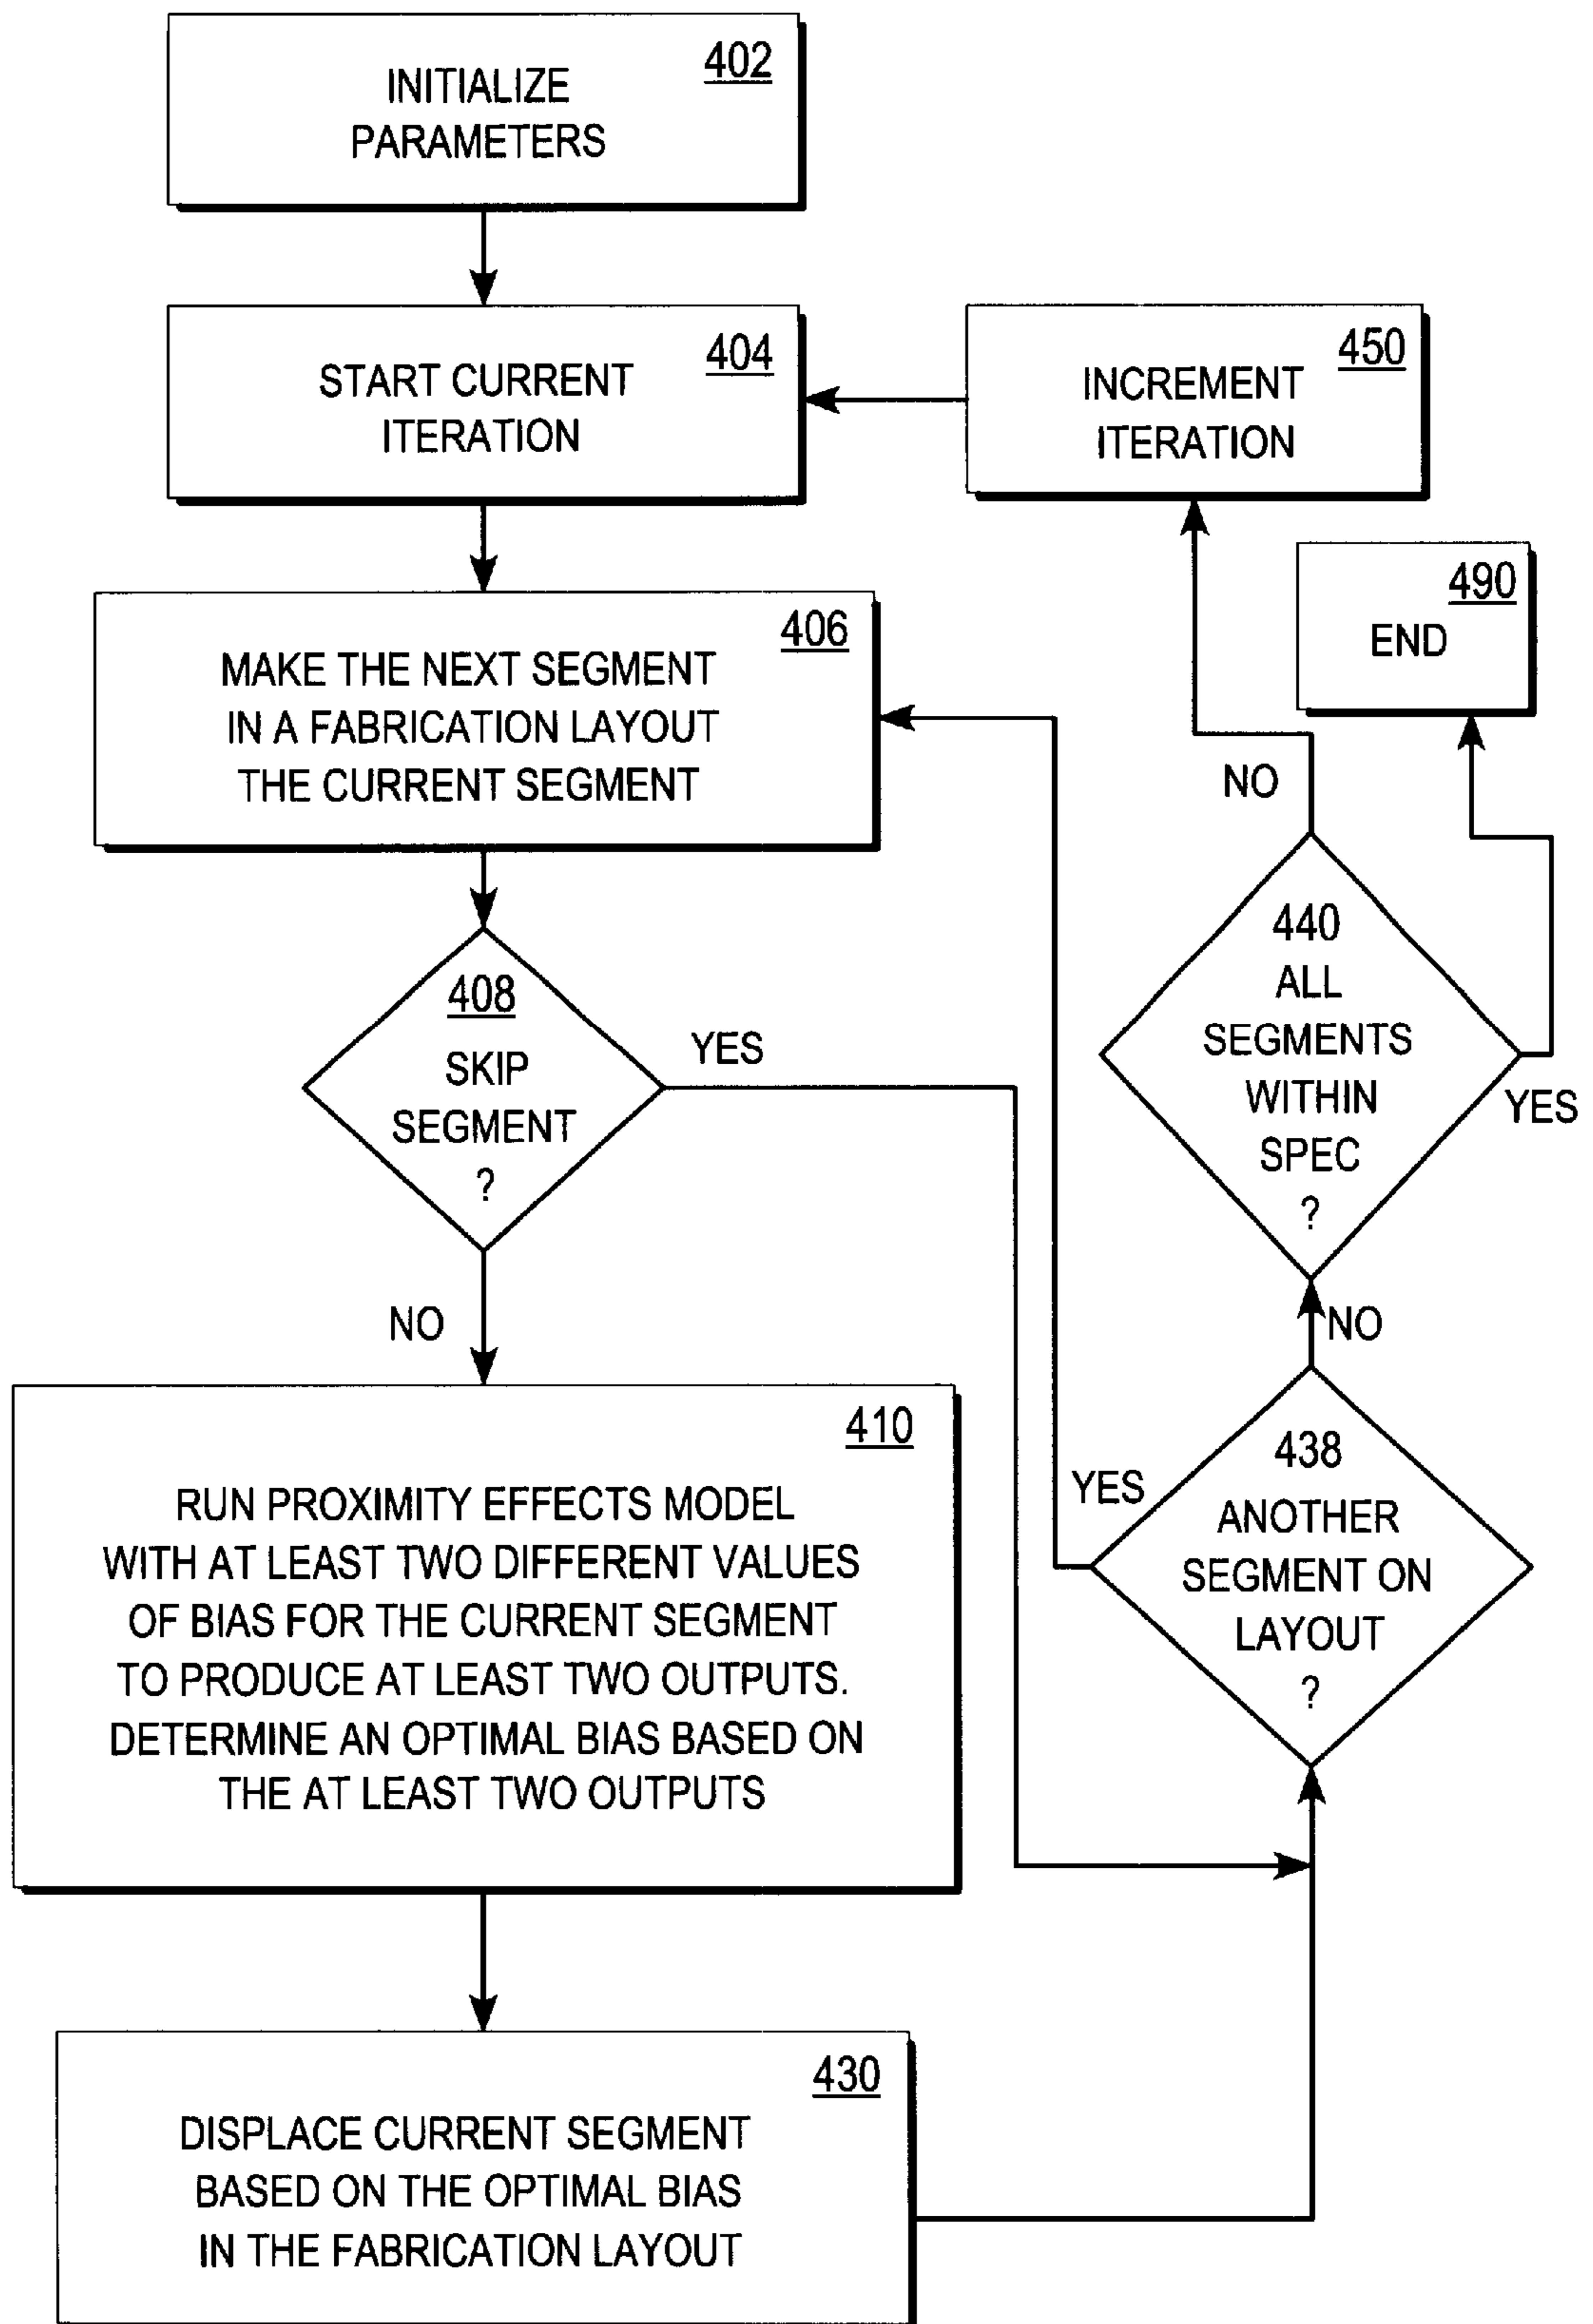 402
INITIALIZE
PARAMETERS
404
START CURRENT
ITERATION
450
INCREMENT
ITERATION
490
END
406
MAKE THE NEXT SEGMENT
IN A FABRICATION LAYOUT
THE CURRENT SEGMENT
NO
408
SKIP
SEGMENT
?
YES
NO
440
ALL
SEGMENTS
WITHIN
SPEC
?
YES
NO
410
RUN PROXIMITY EFFECTS MODEL
WITH AT LEAST TWO DIFFERENT VALUES
OF BIAS FOR THE CURRENT SEGMENT
TO PRODUCE AT LEAST TWO OUTPUTS.
DETERMINE AN OPTIMAL BIAS BASED ON
THE AT LEAST TWO OUTPUTS
YES
438
ANOTHER
SEGMENT ON
LAYOUT
?
430
DISPLACE CURRENT SEGMENT
BASED ON THE OPTIMAL BIAS
IN THE FABRICATION LAYOUT